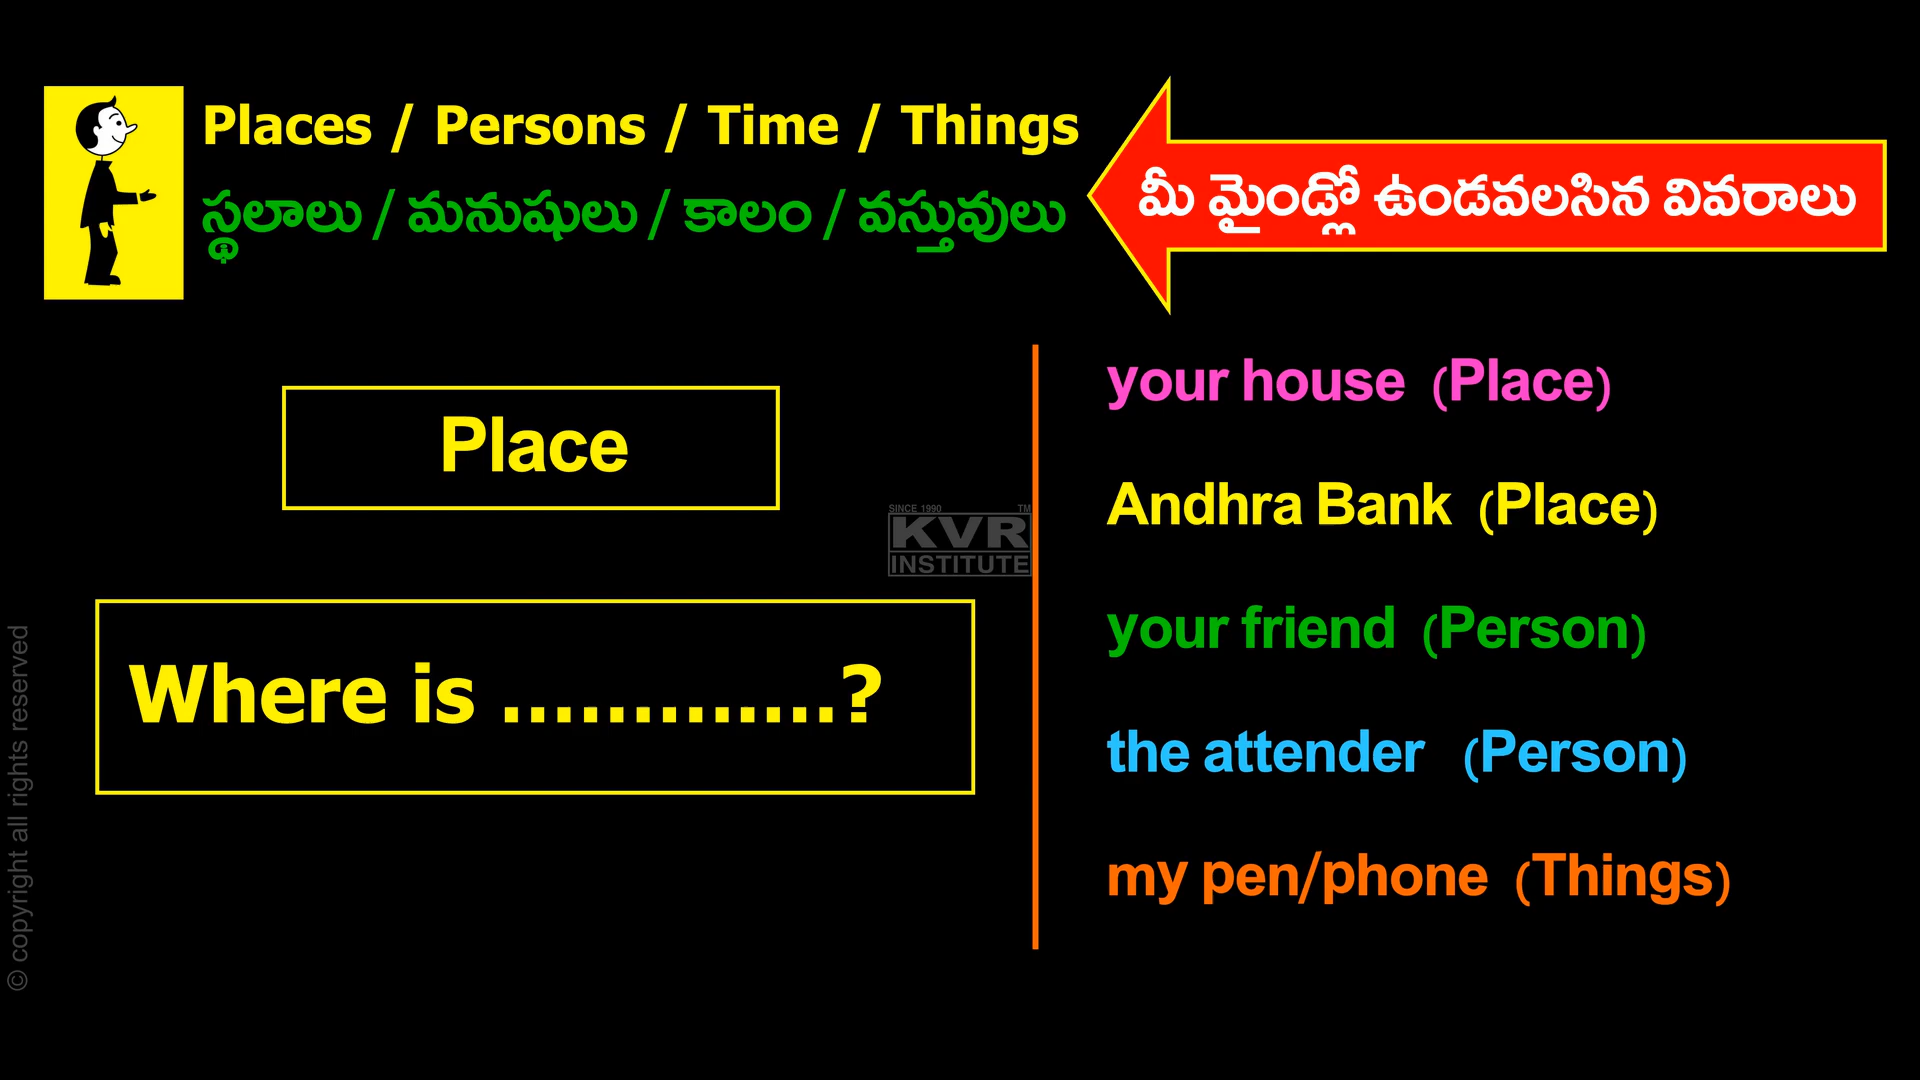 Places / Persons / Time / Things
స్థలాలు / మనుషులు / కాలం / వస్తువులు
మీ మైండ్లో ఉండవలసిన వివరాలు
Place
Where is .............?
your house (Place)
Andhra Bank (Place)
your friend (Person)
the attender (Person)
my pen/phone (Things)
SINCE 1990 TM
KVR
INSTITUTE
© copyright all rights reserved